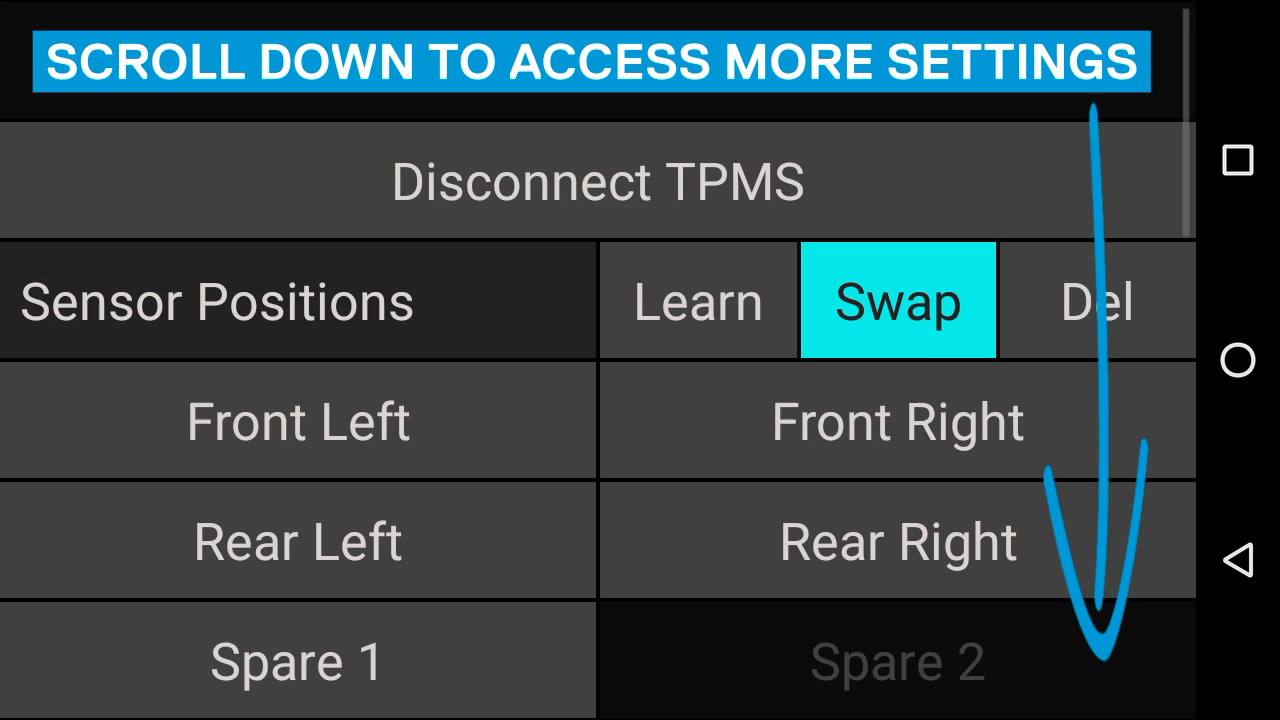 SCROLL DOWN TO ACCESS MORE SETTINGS
Disconnect TPMS
Sensor Positions Learn Swap Del
Front Left Front Right
Rear Left Rear Right
Spare 1 Spare 2